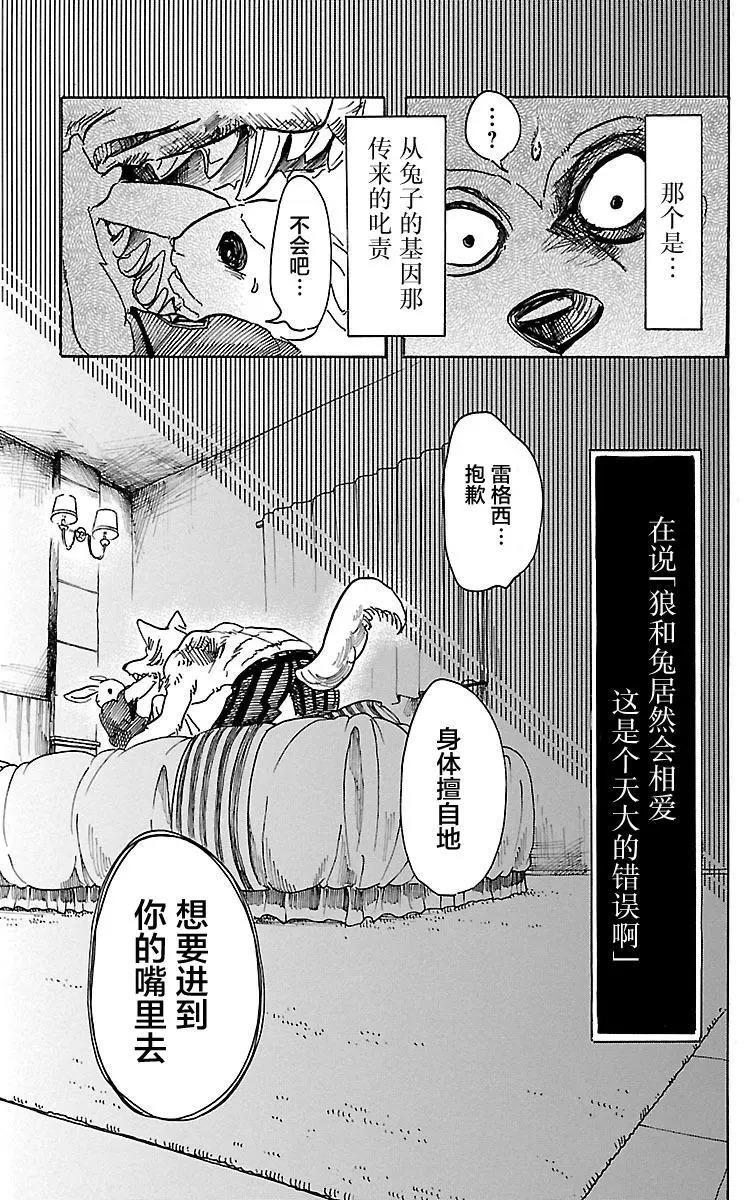 那个是…
…?
从兔子的基因那
传来的叱责
不会吧…
在说「狼和兔居然会相爱
这是个天大的错误啊」
雷格西…
抱歉
身体擅自地
想要进到
你的嘴里去